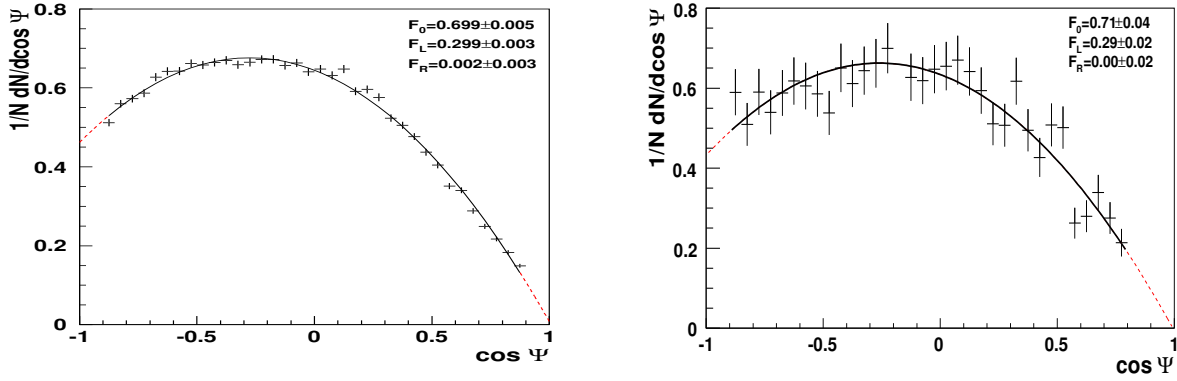 1/N dN/dcos Ψ
0.8
0.6
0.4
0.2
0
F₀=0.699±0.005
F_L=0.299±0.003
F_R=0.002±0.003
-1 -0.5 0 0.5 1
cos Ψ
1/N dN/dcos Ψ
0.8
0.6
0.4
0.2
0
F₀=0.71±0.04
F_L=0.29±0.02
F_R=0.00±0.02
-1 -0.5 0 0.5 1
cos Ψ